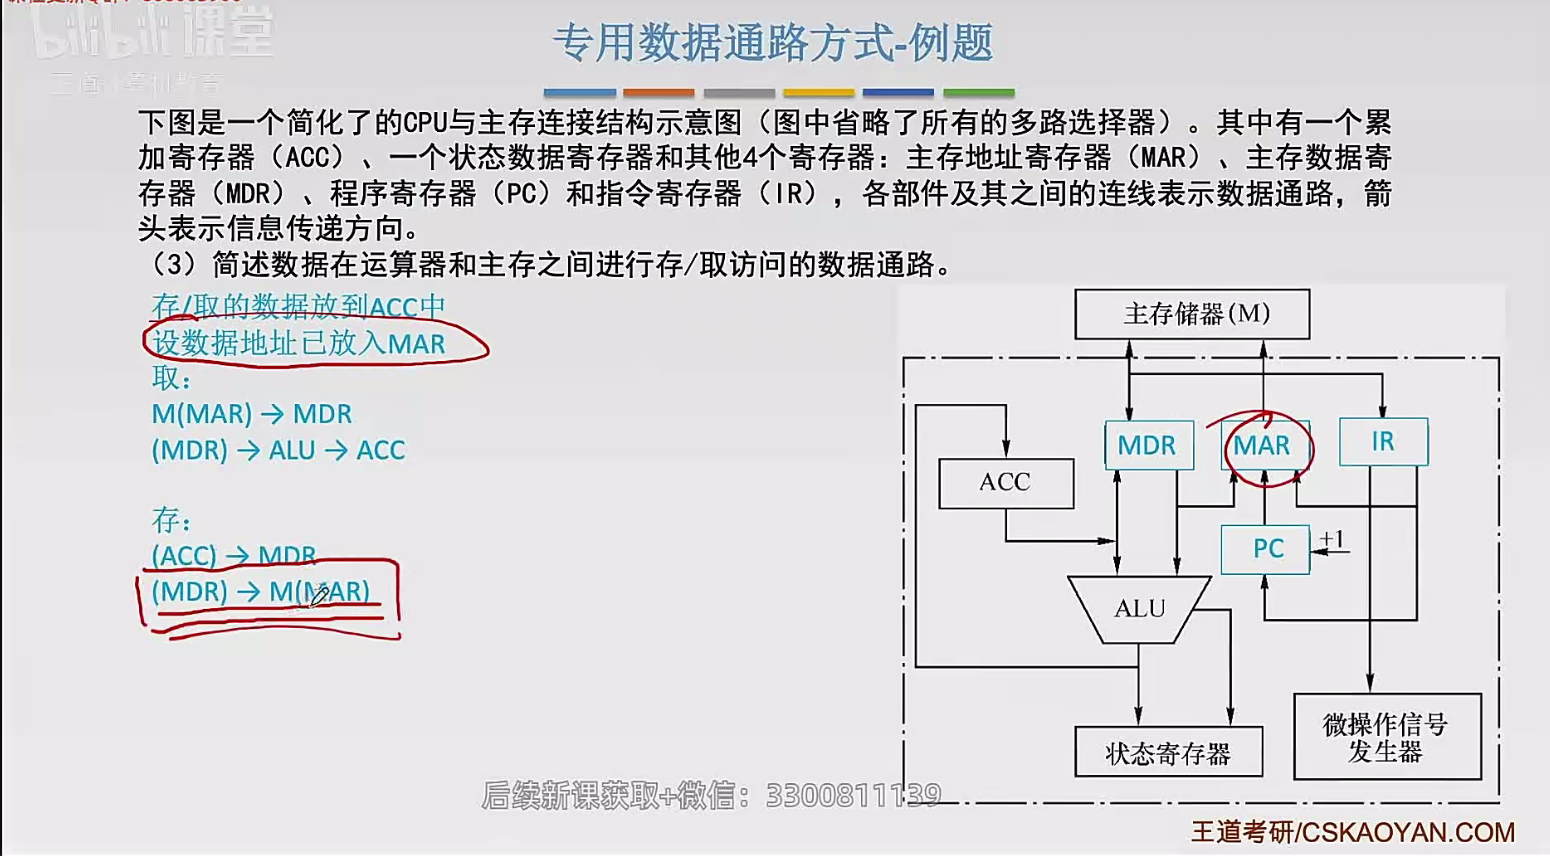 bilibili课堂
专用数据通路方式-例题
下图是一个简化了的CPU与主存连接结构示意图（图中省略了所有的多路选择器）。其中有一个累
加寄存器（ACC）、一个状态数据寄存器和其他4个寄存器：主存地址寄存器（MAR）、主存数据寄
存器（MDR）、程序寄存器（PC）和指令寄存器（IR），各部件及其之间的连线表示数据通路，箭
头表示信息传递方向。
（3）简述数据在运算器和主存之间进行存/取访问的数据通路。
存/取的数据放到ACC中
设数据地址已放入MAR
取：
M(MAR) → MDR
(MDR) → ALU → ACC
存：
(ACC) → MDR
(MDR) → M(MAR)
主存储器(M)
MDR
MAR
IR
ACC
PC
+1
ALU
状态寄存器
微操作信号
发生器
后续新课获取+微信：3300811139
王道考研/CSKAOYAN.COM